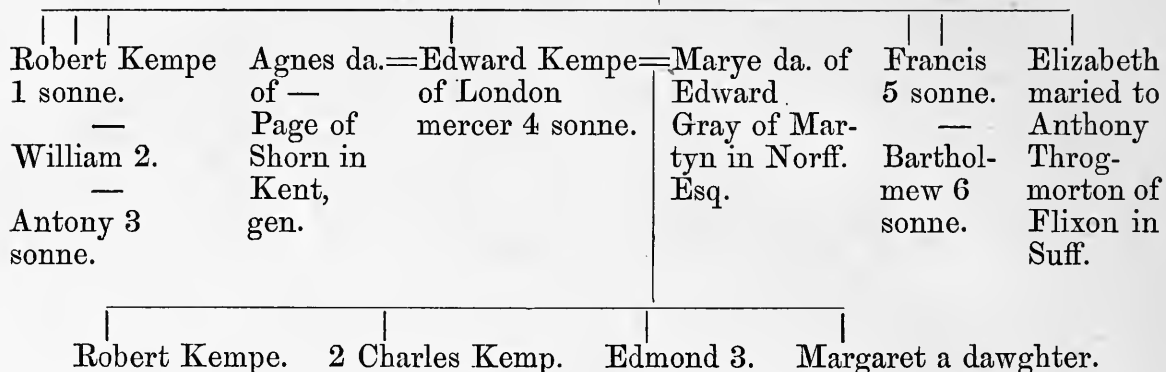 Robert Kempe
1 sonne.
—
William 2.
—
Antony 3
sonne.
Agnes da.=
of —
Page of
Shorn in
Kent,
gen.
Edward Kempe=
of London
mercer 4 sonne.
Marye da. of
Edward
Gray of Mar-
tyn in Norff.
Esq.
Francis
5 sonne.
—
Barthol-
mew 6
sonne.
Elizabeth
maried to
Anthony
Throg-
morton of
Flixon in
Suff.
Robert Kempe. 2 Charles Kemp. Edmond 3. Margaret a dawghter.